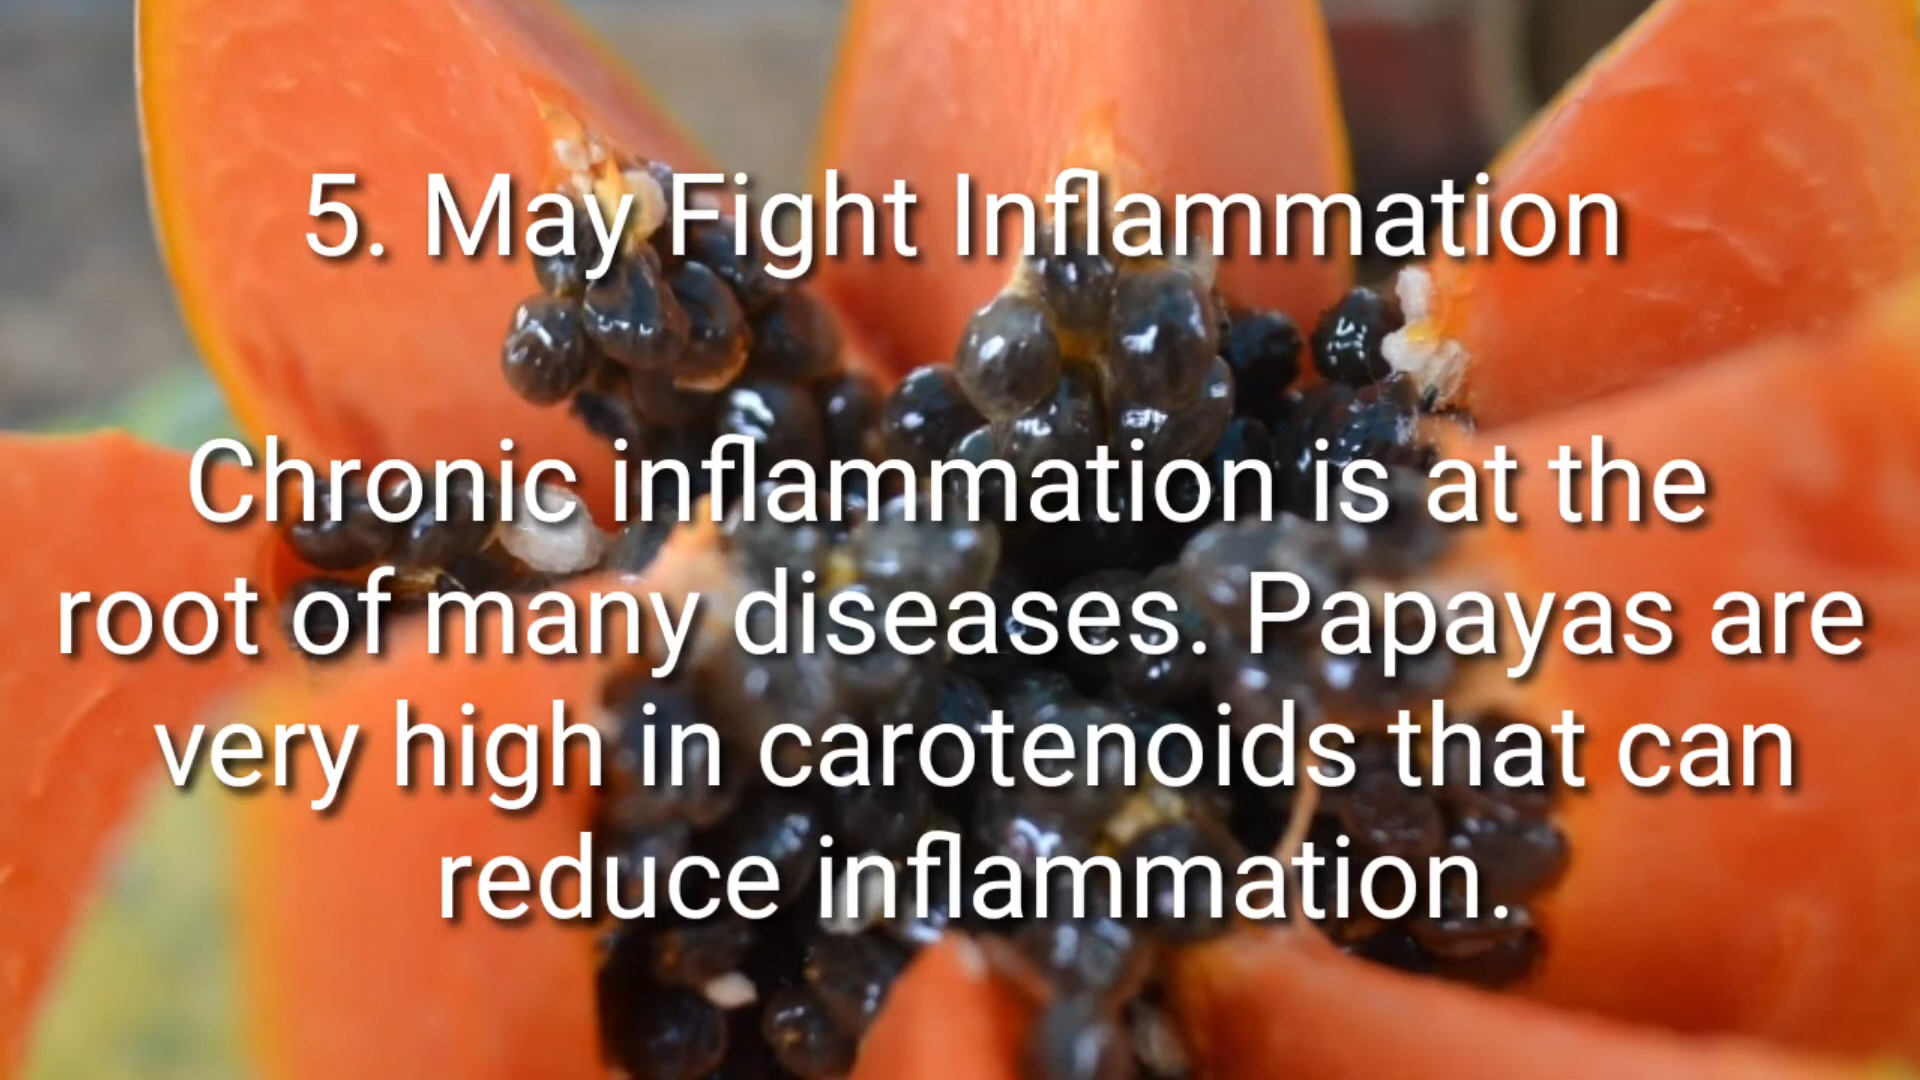 5. May Fight Inflammation
Chronic inflammation is at the
root of many diseases. Papayas are
very high in carotenoids that can
reduce inflammation.